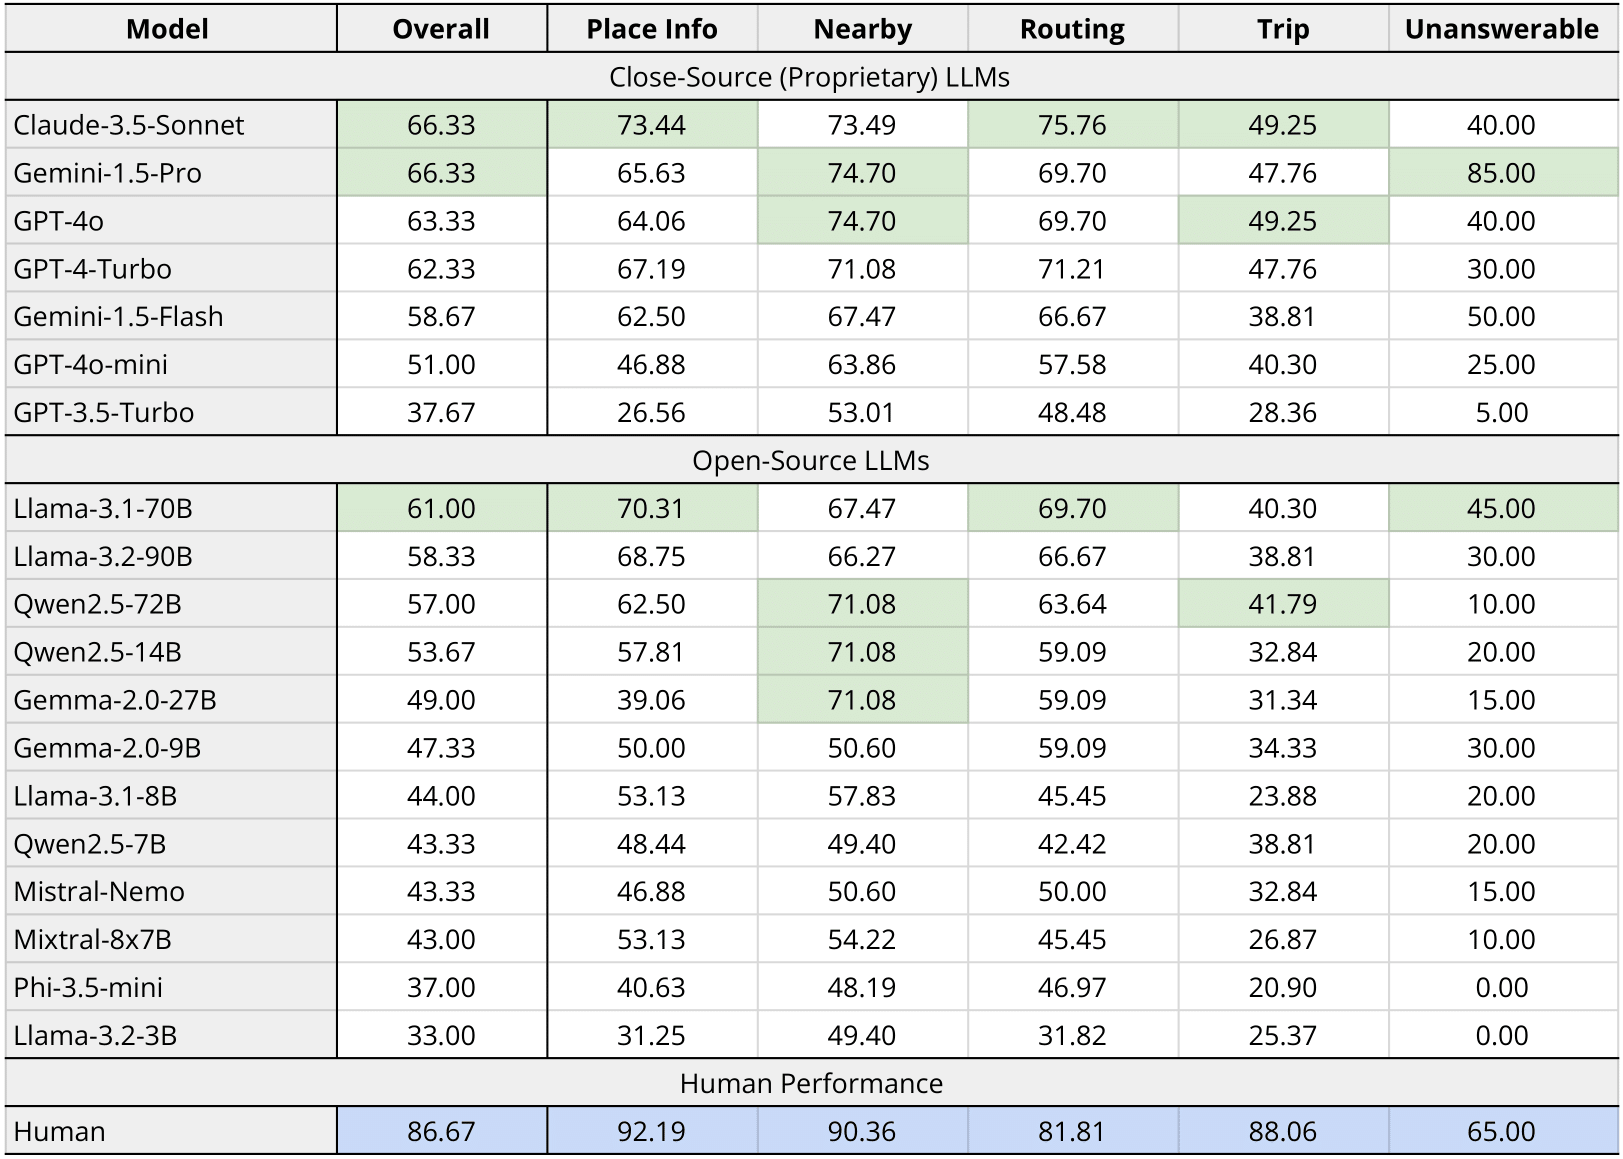 Model Overall Place Info Nearby Routing Trip Unanswerable
Close-Source (Proprietary) LLMs
Claude-3.5-Sonnet 66.33 73.44 73.49 75.76 49.25 40.00
Gemini-1.5-Pro 66.33 65.63 74.70 69.70 47.76 85.00
GPT-4o 63.33 64.06 74.70 69.70 49.25 40.00
GPT-4-Turbo 62.33 67.19 71.08 71.21 47.76 30.00
Gemini-1.5-Flash 58.67 62.50 67.47 66.67 38.81 50.00
GPT-4o-mini 51.00 46.88 63.86 57.58 40.30 25.00
GPT-3.5-Turbo 37.67 26.56 53.01 48.48 28.36 5.00
Open-Source LLMs
Llama-3.1-70B 61.00 70.31 67.47 69.70 40.30 45.00
Llama-3.2-90B 58.33 68.75 66.27 66.67 38.81 30.00
Qwen2.5-72B 57.00 62.50 71.08 63.64 41.79 10.00
Qwen2.5-14B 53.67 57.81 71.08 59.09 32.84 20.00
Gemma-2.0-27B 49.00 39.06 71.08 59.09 31.34 15.00
Gemma-2.0-9B 47.33 50.00 50.60 59.09 34.33 30.00
Llama-3.1-8B 44.00 53.13 57.83 45.45 23.88 20.00
Qwen2.5-7B 43.33 48.44 49.40 42.42 38.81 20.00
Mistral-Nemo 43.33 46.88 50.60 50.00 32.84 15.00
Mixtral-8x7B 43.00 53.13 54.22 45.45 26.87 10.00
Phi-3.5-mini 37.00 40.63 48.19 46.97 20.90 0.00
Llama-3.2-3B 33.00 31.25 49.40 31.82 25.37 0.00
Human Performance
Human 86.67 92.19 90.36 81.81 88.06 65.00